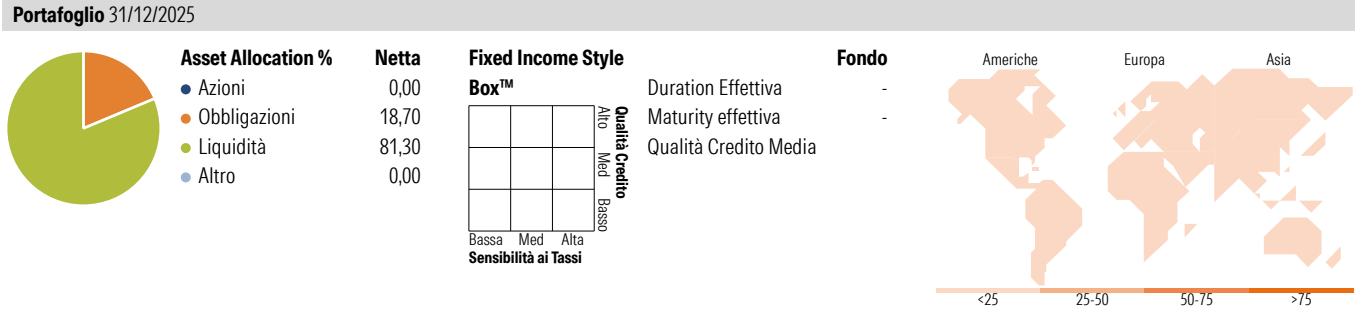 Portafoglio 31/12/2025
Asset Allocation % Netta
Azioni 0,00
Obbligazioni 18,70
Liquidità 81,30
Altro 0,00
Fixed Income Style
Box™
Alto
Med
Basso
Qualità Credito
Bassa Med Alta
Sensibilità ai Tassi
Fondo
Duration Effettiva -
Maturity effettiva -
Qualità Credito Media
Americhe Europa Asia
<25 25-50 50-75 >75